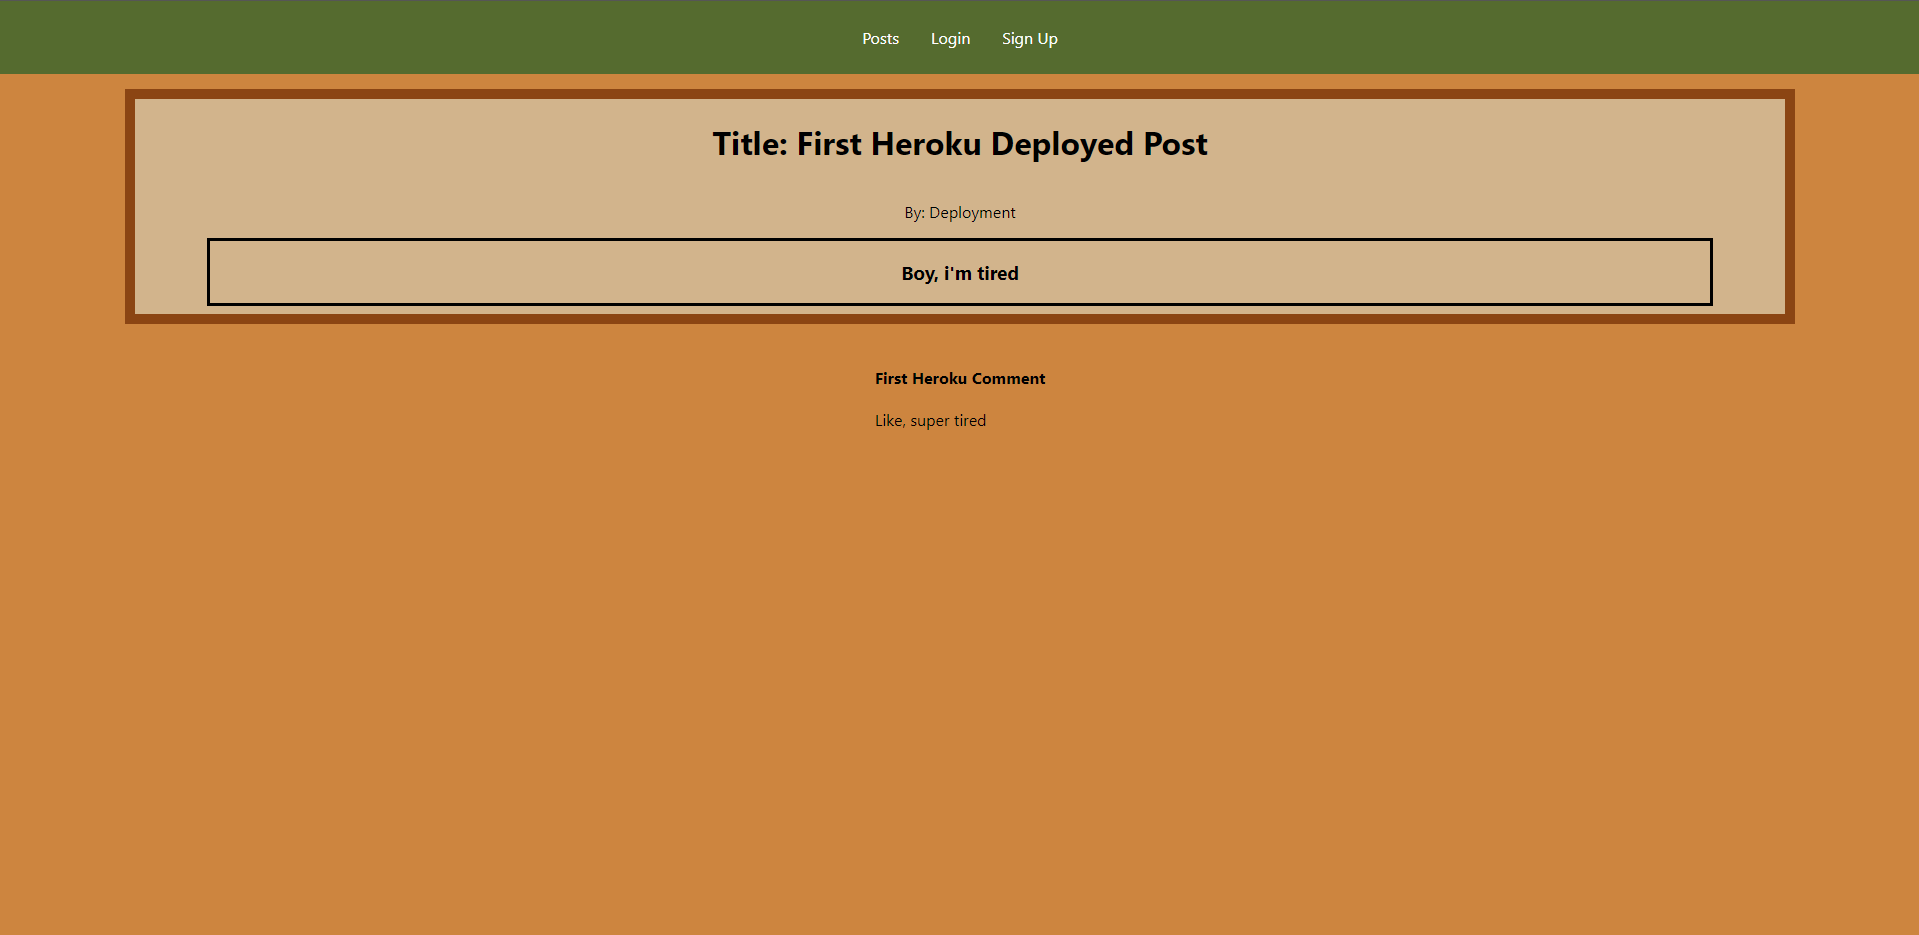 Posts Login Sign Up
Title: First Heroku Deployed Post
By: Deployment
Boy, i'm tired
First Heroku Comment
Like, super tired